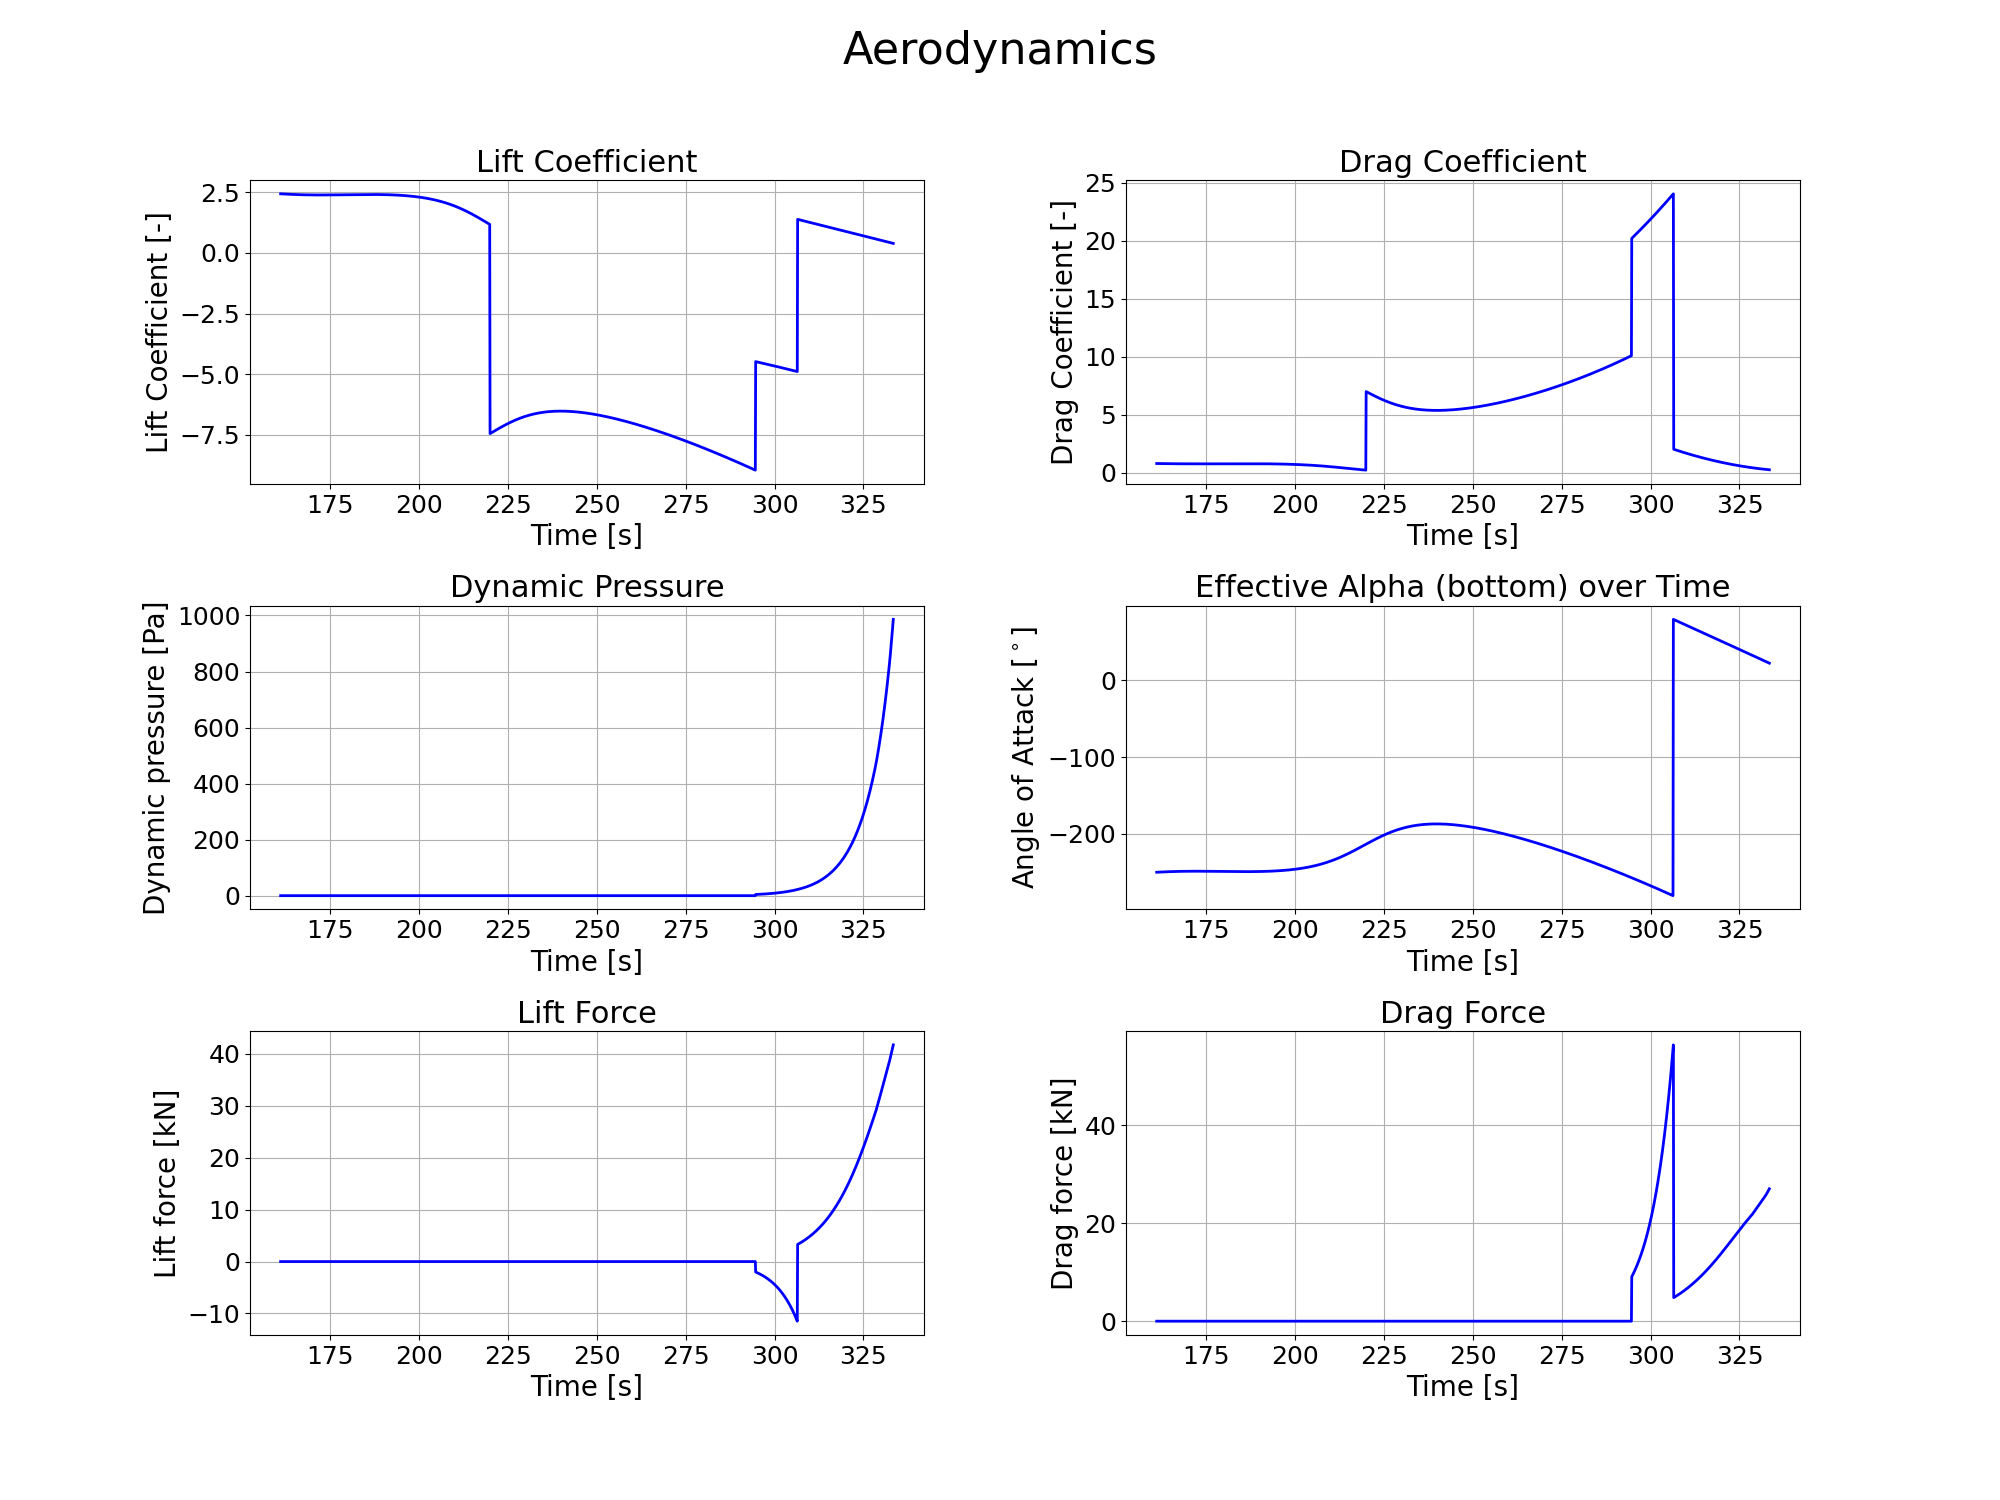 Aerodynamics
Lift Coefficient
Lift Coefficient [-]
2.5
0.0
−2.5
−5.0
−7.5
175 200 225 250 275 300 325
Time [s]
Drag Coefficient
Drag Coefficient [-]
25
20
15
10
5
0
175 200 225 250 275 300 325
Time [s]
Dynamic Pressure
Dynamic pressure [Pa]
1000
800
600
400
200
0
175 200 225 250 275 300 325
Time [s]
Effective Alpha (bottom) over Time
Angle of Attack [°]
0
−100
−200
175 200 225 250 275 300 325
Time [s]
Lift Force
Lift force [kN]
40
30
20
10
0
−10
175 200 225 250 275 300 325
Time [s]
Drag Force
Drag force [kN]
40
20
0
175 200 225 250 275 300 325
Time [s]